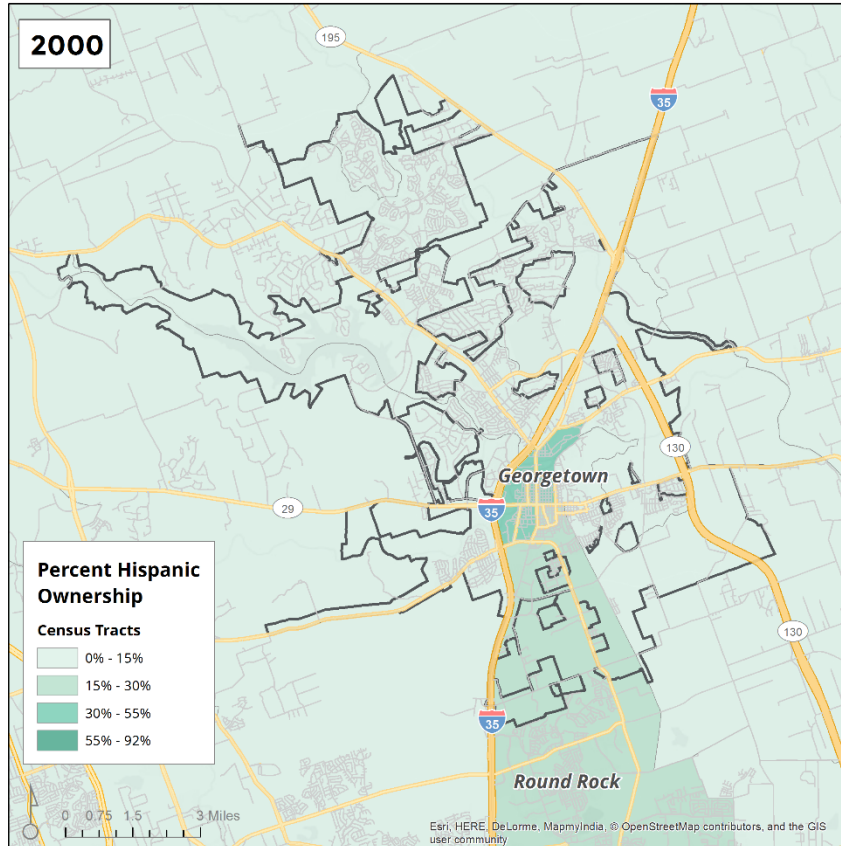 2000
195
35
130
Georgetown
29
35
130
35
Round Rock
Percent Hispanic
Ownership
Census Tracts
0% - 15%
15% - 30%
30% - 55%
55% - 92%
0 0.75 1.5 3 Miles
Esri, HERE, DeLorme, MapmyIndia, © OpenStreetMap contributors, and the GIS
user community